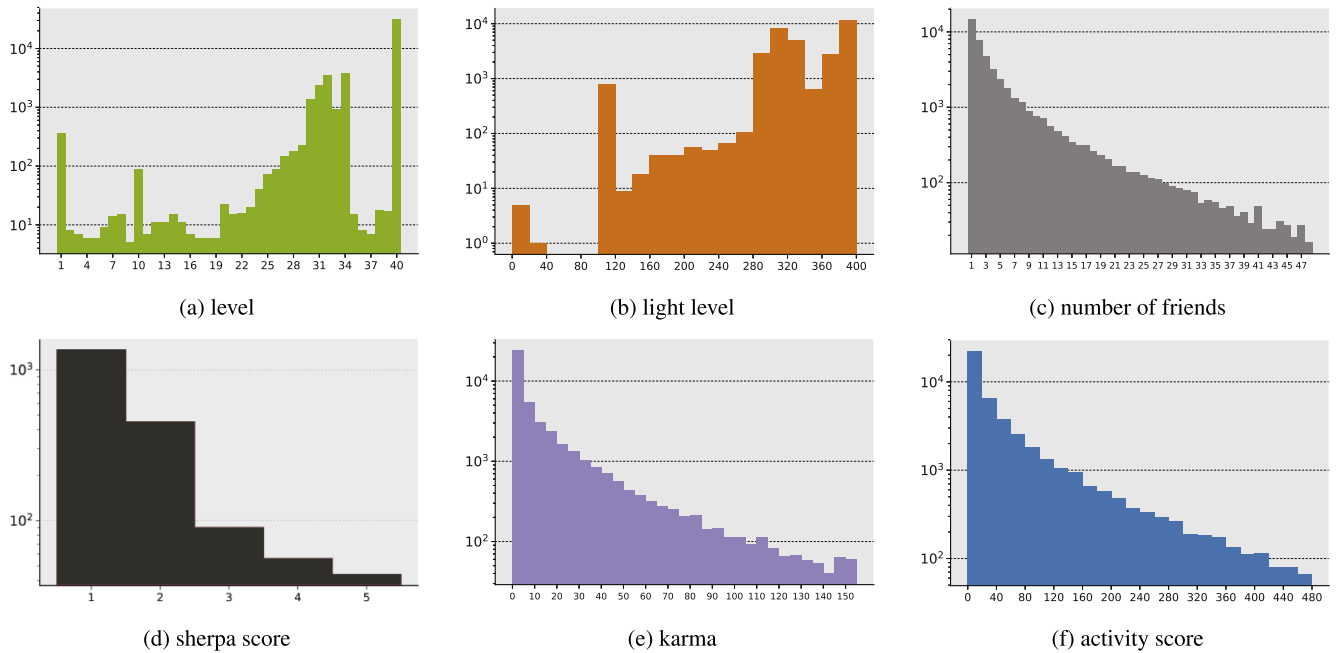 10^4
10^3
10^2
10^1
1 4 7 10 13 16 19 22 25 28 31 34 37 40
(a) level
10^4
10^3
10^2
10^1
10^0
0 40 80 120 160 200 240 280 320 360 400
(b) light level
10^4
10^3
10^2
1 3 5 7 9 11 13 15 17 19 21 23 25 27 29 31 33 35 37 39 41 43 45 47
(c) number of friends
10^3
10^2
1 2 3 4 5
(d) sherpa score
10^4
10^3
10^2
0 10 20 30 40 50 60 70 80 90 100 110 120 130 140 150
(e) karma
10^4
10^3
10^2
0 40 80 120 160 200 240 280 320 360 400 440 480
(f) activity score